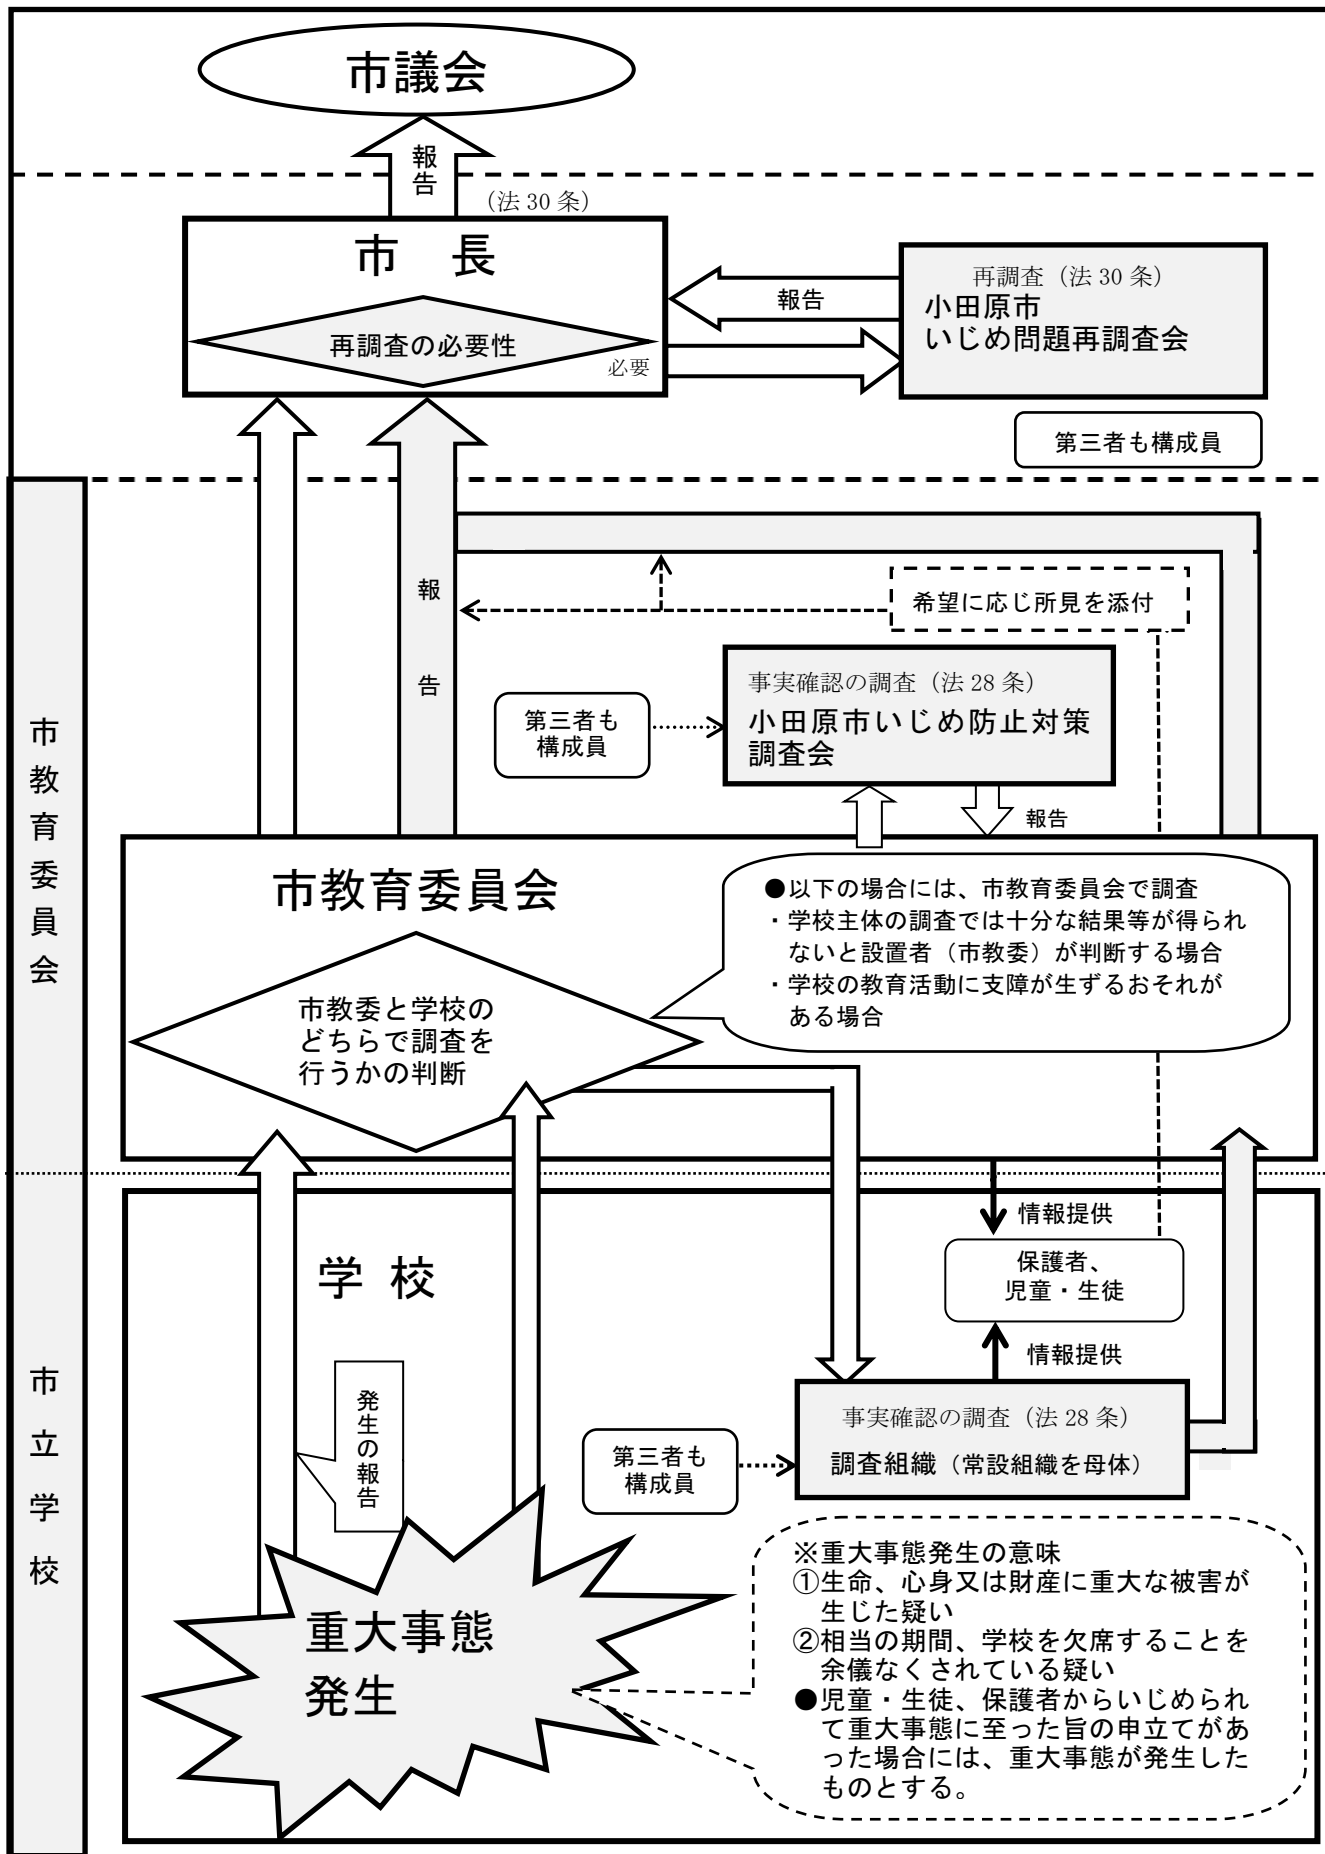 市議会
報告
（法 30 条）
市　長
再調査の必要性
必要
報告
再調査（法 30 条）
小田原市
いじめ問題再調査会
第三者も構成員
報
告
希望に応じ所見を添付
事実確認の調査（法 28 条）
小田原市いじめ防止対策
調査会
第三者も
構成員
報告
市教育委員会
市教育委員会
●以下の場合には、市教育委員会で調査
・学校主体の調査では十分な結果等が得られ
ないと設置者（市教委）が判断する場合
・学校の教育活動に支障が生ずるおそれが
ある場合
市教委と学校の
どちらで調査を
行うかの判断
市立学校
学 校
情報提供
保護者、
児童・生徒
情報提供
発生の報告
事実確認の調査（法 28 条）
調査組織（常設組織を母体）
第三者も
構成員
重大事態
発生
※重大事態発生の意味
①生命、心身又は財産に重大な被害が
生じた疑い
②相当の期間、学校を欠席することを
余儀なくされている疑い
●児童・生徒、保護者からいじめられ
て重大事態に至った旨の申立てがあ
った場合には、重大事態が発生した
ものとする。